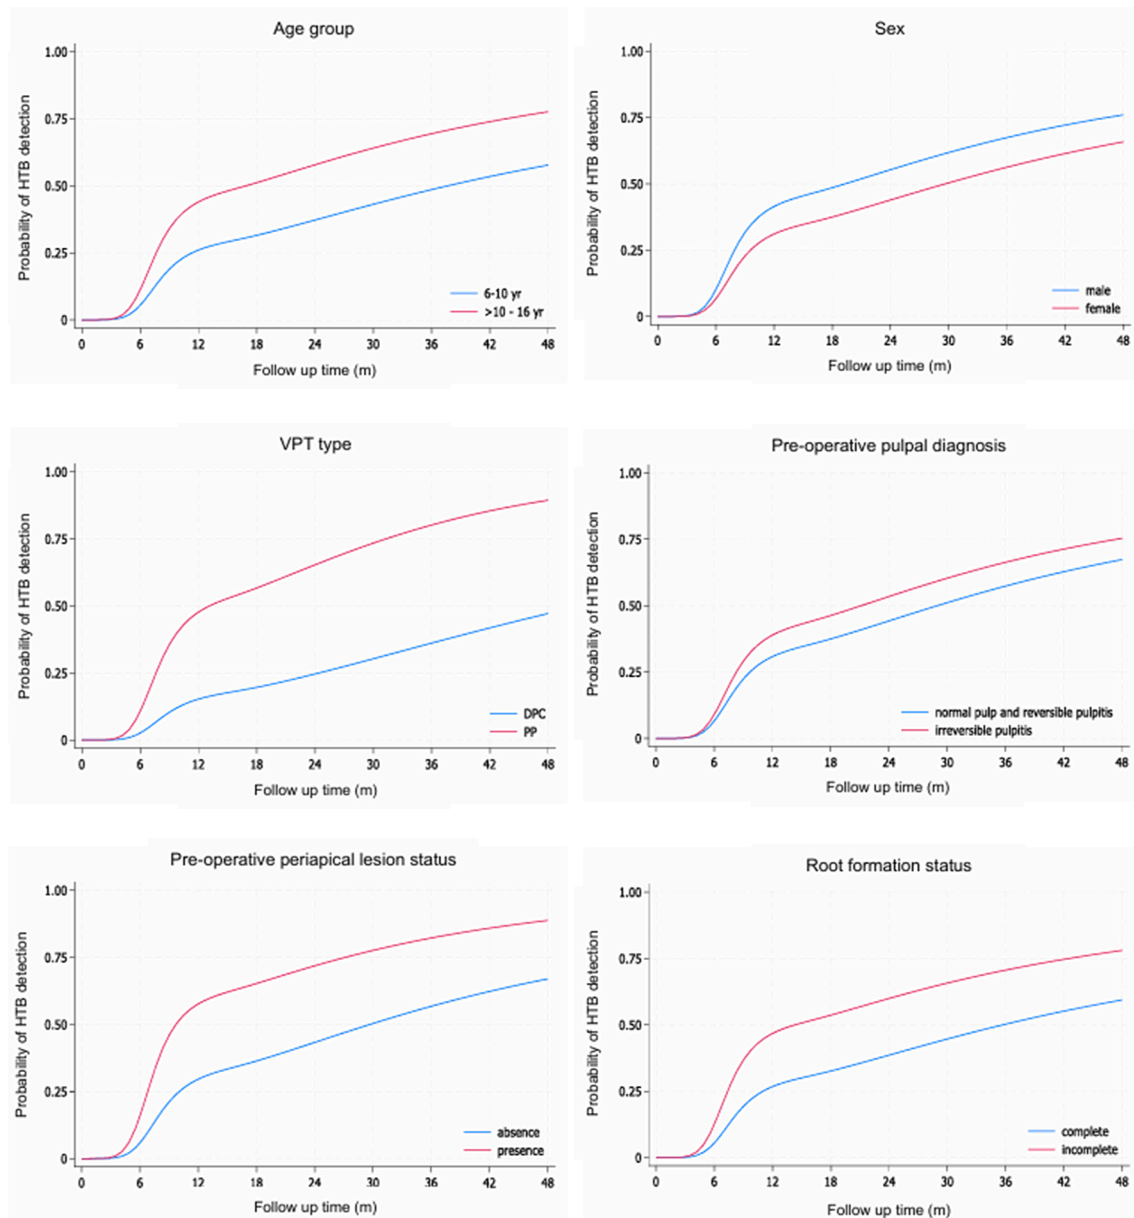 Age group
Probability of HTB detection
1.00
0.75
0.50
0.25
0
6-10 yr
>10 - 16 yr
0 6 12 18 24 30 36 42 48
Follow up time (m)
Sex
Probability of HTB detection
1.00
0.75
0.50
0.25
0
male
female
0 6 12 18 24 30 36 42 48
Follow up time (m)
VPT type
Probability of HTB detection
1.00
0.75
0.50
0.25
0
DPC
PP
0 6 12 18 24 30 36 42 48
Follow up time (m)
Pre-operative pulpal diagnosis
Probability of HTB detection
1.00
0.75
0.50
0.25
0
normal pulp and reversible pulpitis
irreversible pulpitis
0 6 12 18 24 30 36 42 48
Follow up time (m)
Pre-operative periapical lesion status
Probability of HTB detection
1.00
0.75
0.50
0.25
0
absence
presence
0 6 12 18 24 30 36 42 48
Follow up time (m)
Root formation status
Probability of HTB detection
1.00
0.75
0.50
0.25
0
complete
incomplete
0 6 12 18 24 30 36 42 48
Follow up time (m)